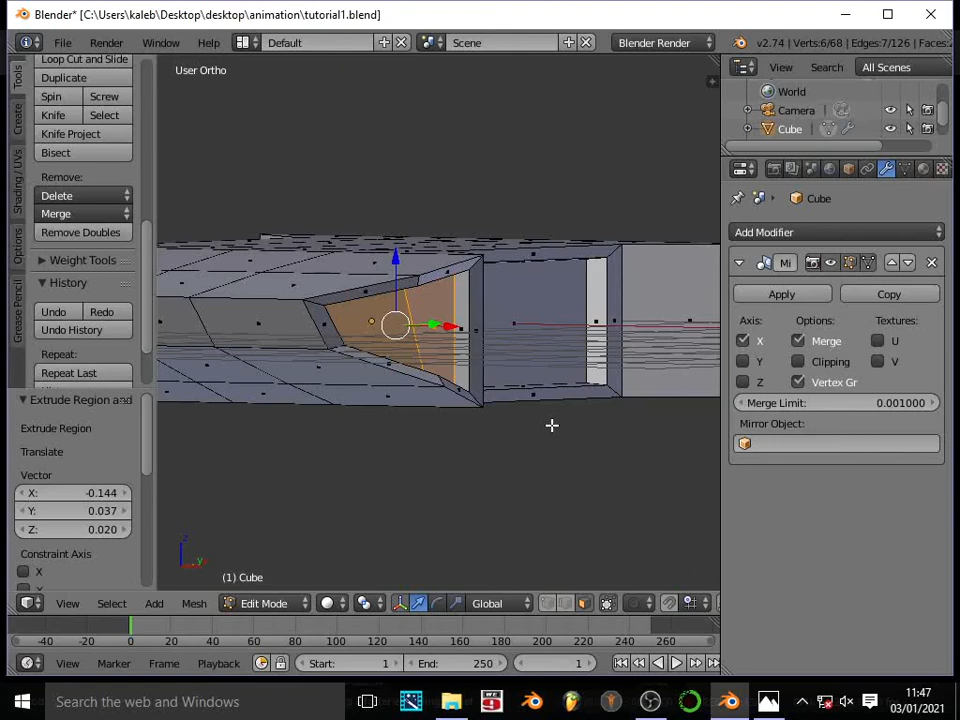 Blender* [C:\Users\kaleb\Desktop\desktop\animation\tutorial1.blend]
File Render Window Help Default Scene Blender Render v2.74 | Verts:6/68 | Edges:7/126 | Faces:
Tools
Create
Shading / UVs
Options
Grease Pencil
Loop Cut and Slide
Duplicate
Spin Screw
Knife Select
Knife Project
Bisect
Remove:
Delete
Merge
Remove Doubles
Weight Tools
History
Undo Redo
Undo History
Repeat:
Repeat Last
Extrude Region and
Extrude Region
Translate
Vector
X: -0.144
Y: 0.037
Z: 0.020
Constraint Axis
X
User Ortho
z
y
(1) Cube
View Search All Scenes
World
Camera
Cube
Cube
Add Modifier
Mi
Apply Copy
Axis: Options: Textures:
X Merge U
Y Clipping V
Z Vertex Gr
Merge Limit: 0.001000
Mirror Object:
View Select Add Mesh Edit Mode Global
-40 -20 0 20 40 60 80 100 120 140 160 180 200 220 240 260
View Marker Frame Playback Start: 1 End: 250 1
Search the web and Windows
11:47
03/01/2021